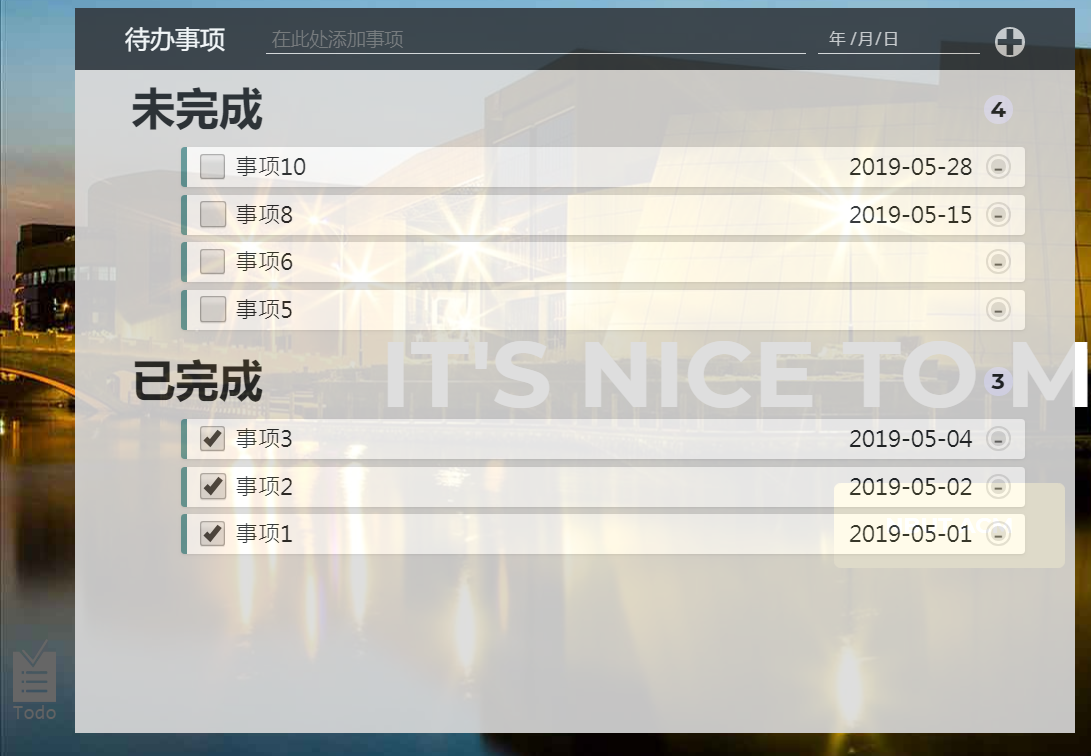 待办事项 在此处添加事项 年 /月/日
未完成 4
事项10 2019-05-28
事项8 2019-05-15
事项6
事项5
IT'S NICE TO M
已完成 3
事项3 2019-05-04
事项2 2019-05-02
事项1 2019-05-01
Todo